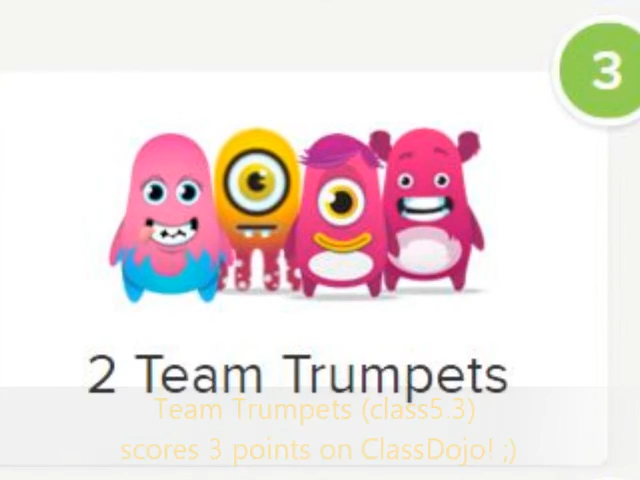 3
2 Team Trumpets
Team Trumpets (class5.3)
scores 3 points on ClassDojo! ;)